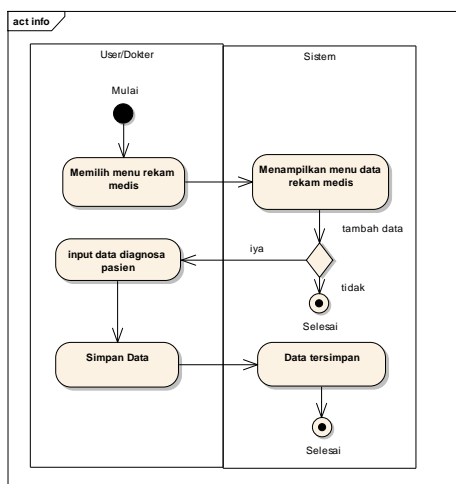 act info
User/Dokter
Sistem
Mulai
Memilih menu rekam
medis
Menampilkan menu data
rekam medis
tambah data
iya
input data diagnosa
pasien
tidak
Selesai
Simpan Data
Data tersimpan
Selesai